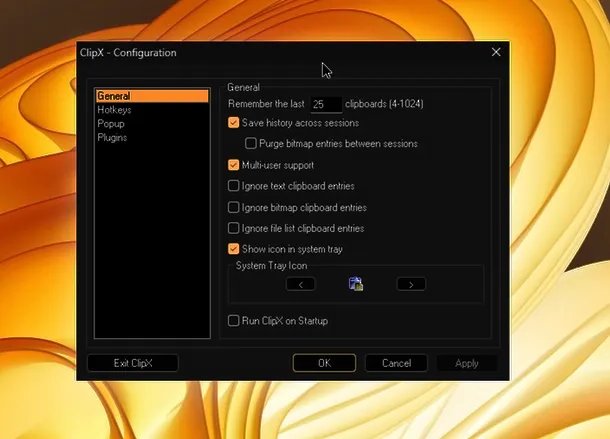 ClipX - Configuration
General
Hotkeys
Popup
Plugins
General
Remember the last 25 clipboards (4-1024)
Save history across sessions
Purge bitmap entries between sessions
Multi-user support
Ignore text clipboard entries
Ignore bitmap clipboard entries
Ignore file list clipboard entries
Show icon in system tray
System Tray Icon
< >
Run ClipX on Startup
Exit ClipX OK Cancel Apply